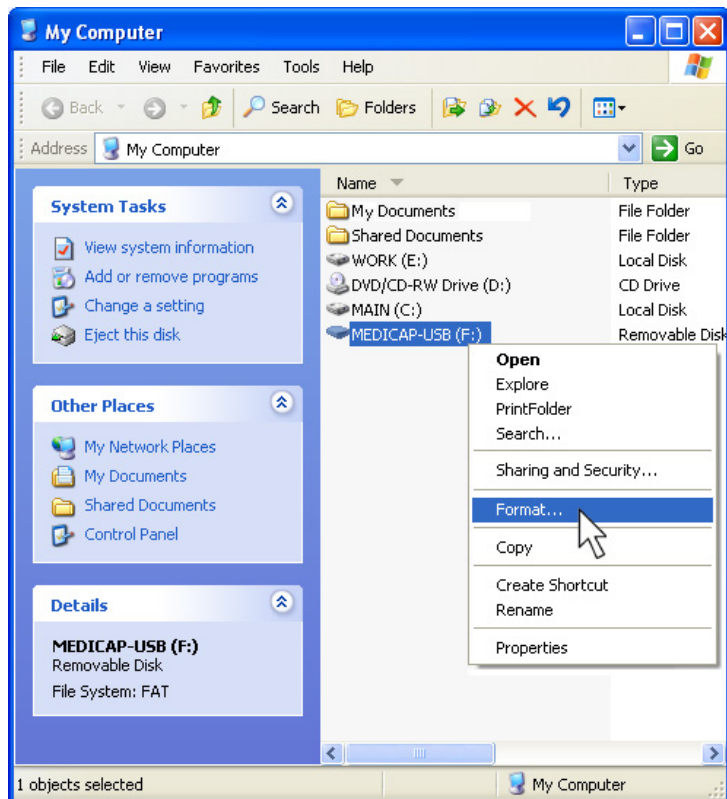 My Computer
File Edit View Favorites Tools Help
Back Search Folders
Address My Computer Go
System Tasks
View system information
Add or remove programs
Change a setting
Eject this disk
Other Places
My Network Places
My Documents
Shared Documents
Control Panel
Details
MEDICAP-USB (F:)
Removable Disk
File System: FAT
Name Type
My Documents File Folder
Shared Documents File Folder
WORK (E:) Local Disk
DVD/CD-RW Drive (D:) CD Drive
MAIN (C:) Local Disk
MEDICAP-USB (F:) Removable Disk
Open
Explore
PrintFolder
Search...
Sharing and Security...
Format...
Copy
Create Shortcut
Rename
Properties
1 objects selected My Computer